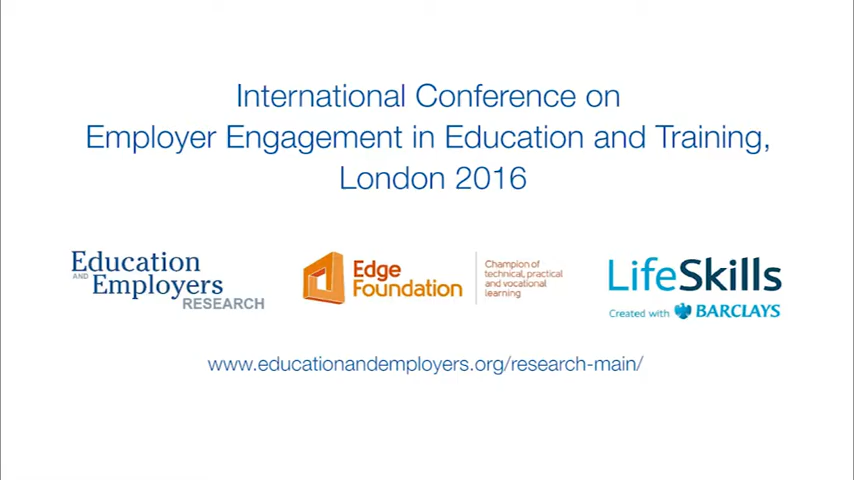 International Conference on
Employer Engagement in Education and Training,
London 2016
Education
AND Employers
RESEARCH
Edge
Foundation
Champion of
technical, practical
and vocational
learning
LifeSkills
Created with BARCLAYS
www.educationandemployers.org/research-main/